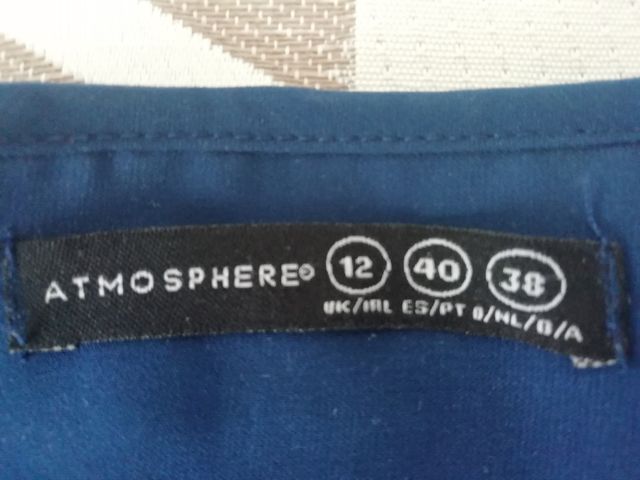 ATMOSPHERE® 12 40 38
UK/IRL ES/PT D/NL/B/A